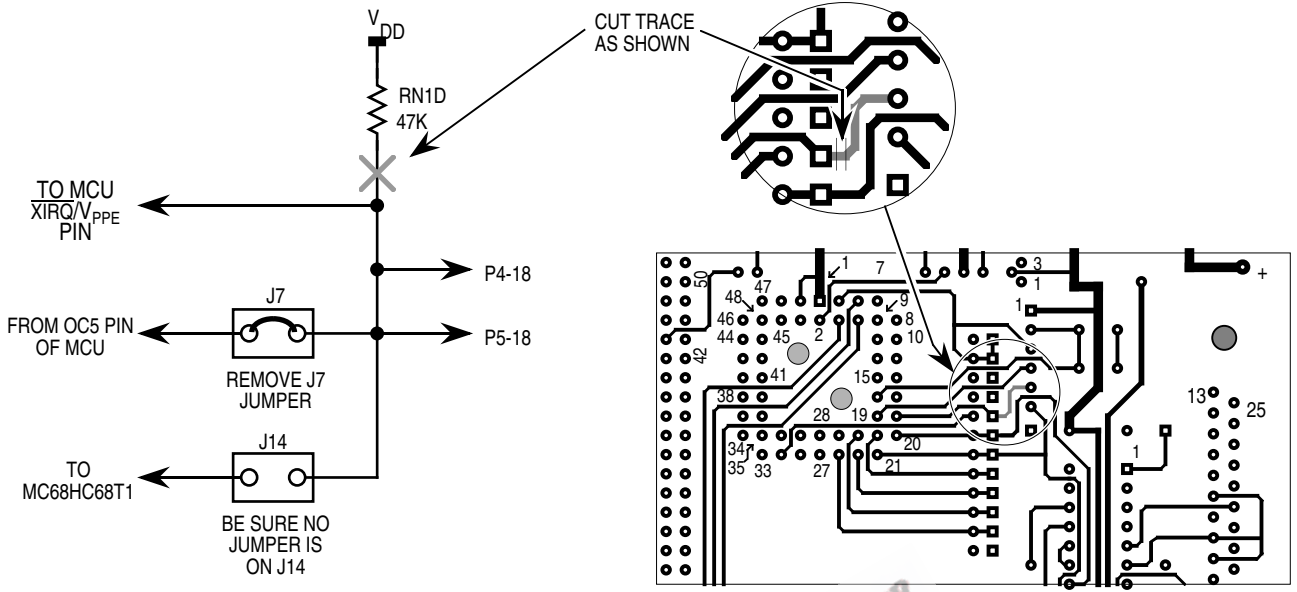 V
DD
RN1D
47K
TO MCU
XIRQ/VPPE
PIN
P4-18
J7
FROM OC5 PIN
OF MCU
P5-18
REMOVE J7
JUMPER
J14
TO
MC68HC68T1
BE SURE NO
JUMPER IS
ON J14
CUT TRACE
AS SHOWN
50
47
1
7
3
1
+
48
9
1
46
45
2
8
44
10
42
41
15
38
28
19
13
25
34
20
35
33
27
21
1